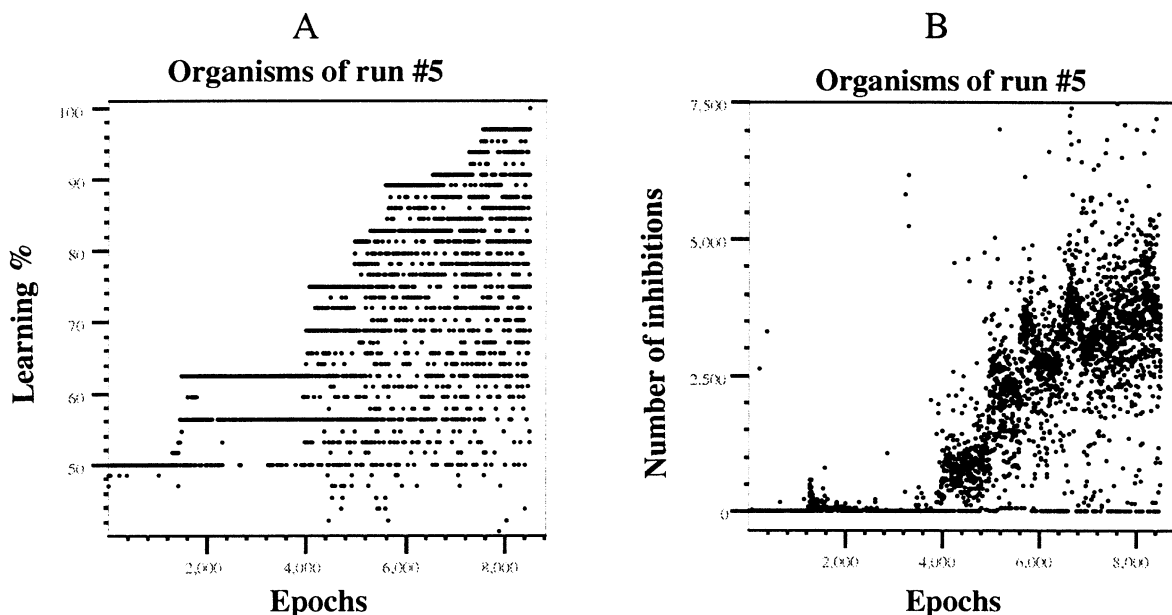 A
Organisms of run #5
100
90
80
70
60
50
Learning %
2,000
4,000
6,000
8,000
Epochs
B
Organisms of run #5
7,500
5,000
2,500
0
Number of inhibitions
2,000
4,000
6,000
8,000
Epochs